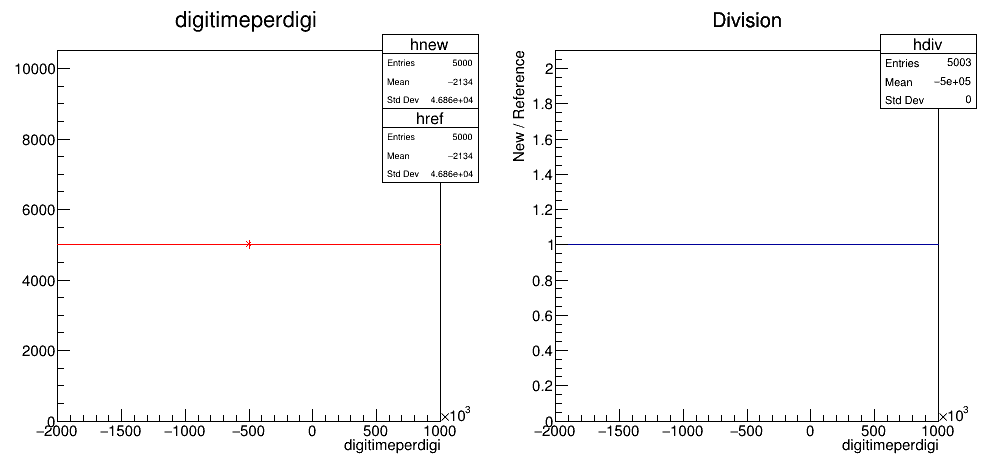 digitimeperdigi
hnew
Entries 5000
Mean −2134
Std Dev 4.686e+04
href
Entries 5000
Mean −2134
Std Dev 4.686e+04
10000
8000
6000
4000
2000
0
−2000 −1500 −1000 −500 0 500 1000
×10³
digitimeperdigi
Division
hdiv
Entries 5003
Mean −5e+05
Std Dev 0
New / Reference
2
1.8
1.6
1.4
1.2
1
0.8
0.6
0.4
0.2
0
−2000 −1500 −1000 −500 0 500 1000
×10³
digitimeperdigi